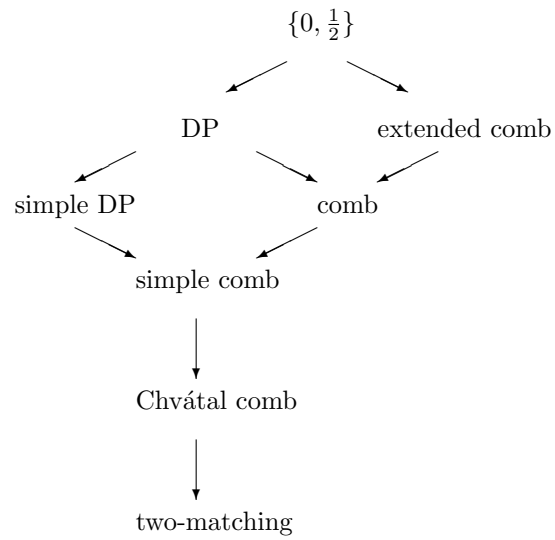 {0, 1/2}
DP
extended comb
simple DP
comb
simple comb
Chvátal comb
two-matching